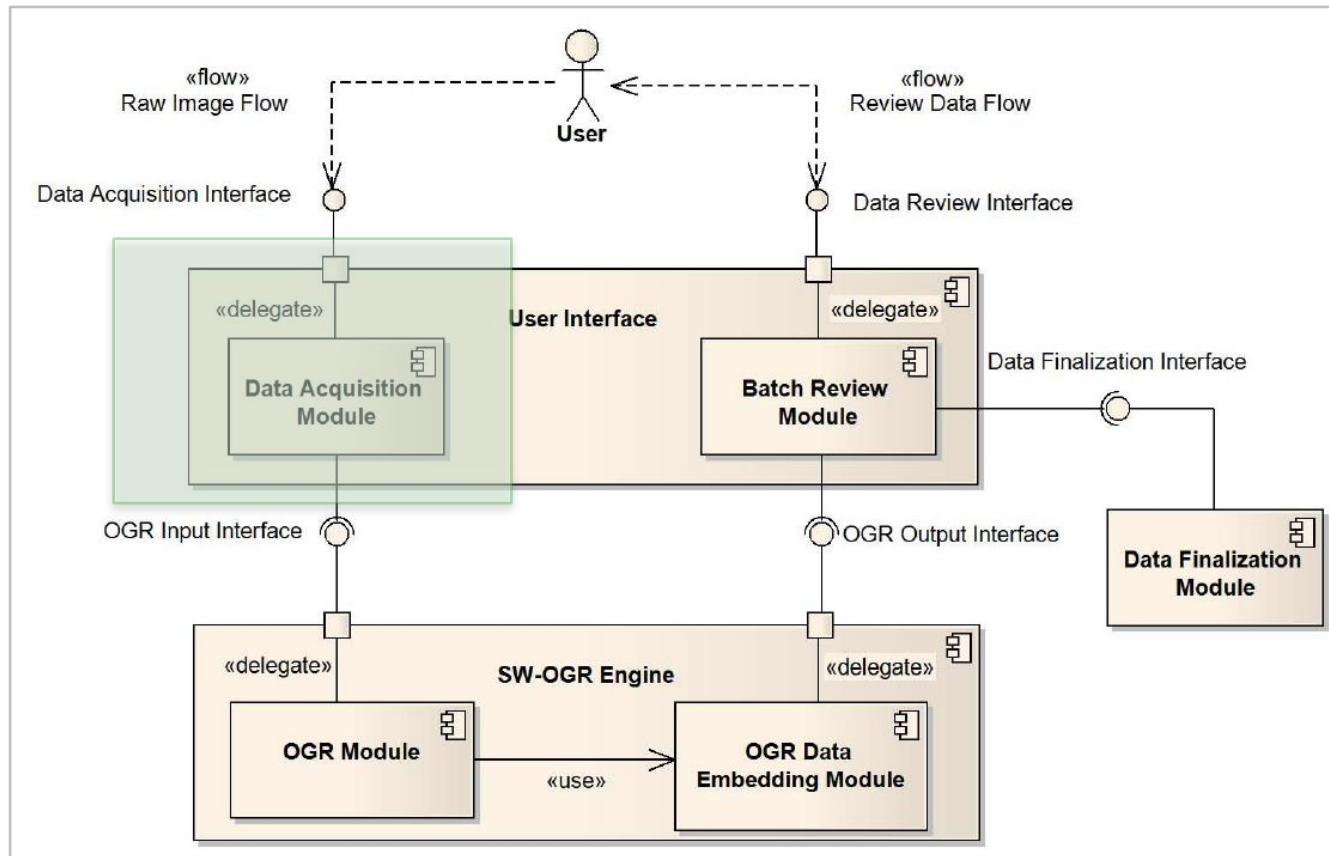 «flow»
Raw Image Flow
«flow»
Review Data Flow
User
Data Acquisition Interface
Data Review Interface
«delegate»
User Interface
«delegate»
Data Acquisition
Module
Batch Review
Module
Data Finalization Interface
OGR Input Interface
OGR Output Interface
Data Finalization
Module
«delegate»
SW-OGR Engine
«delegate»
OGR Module
«use»
OGR Data
Embedding Module